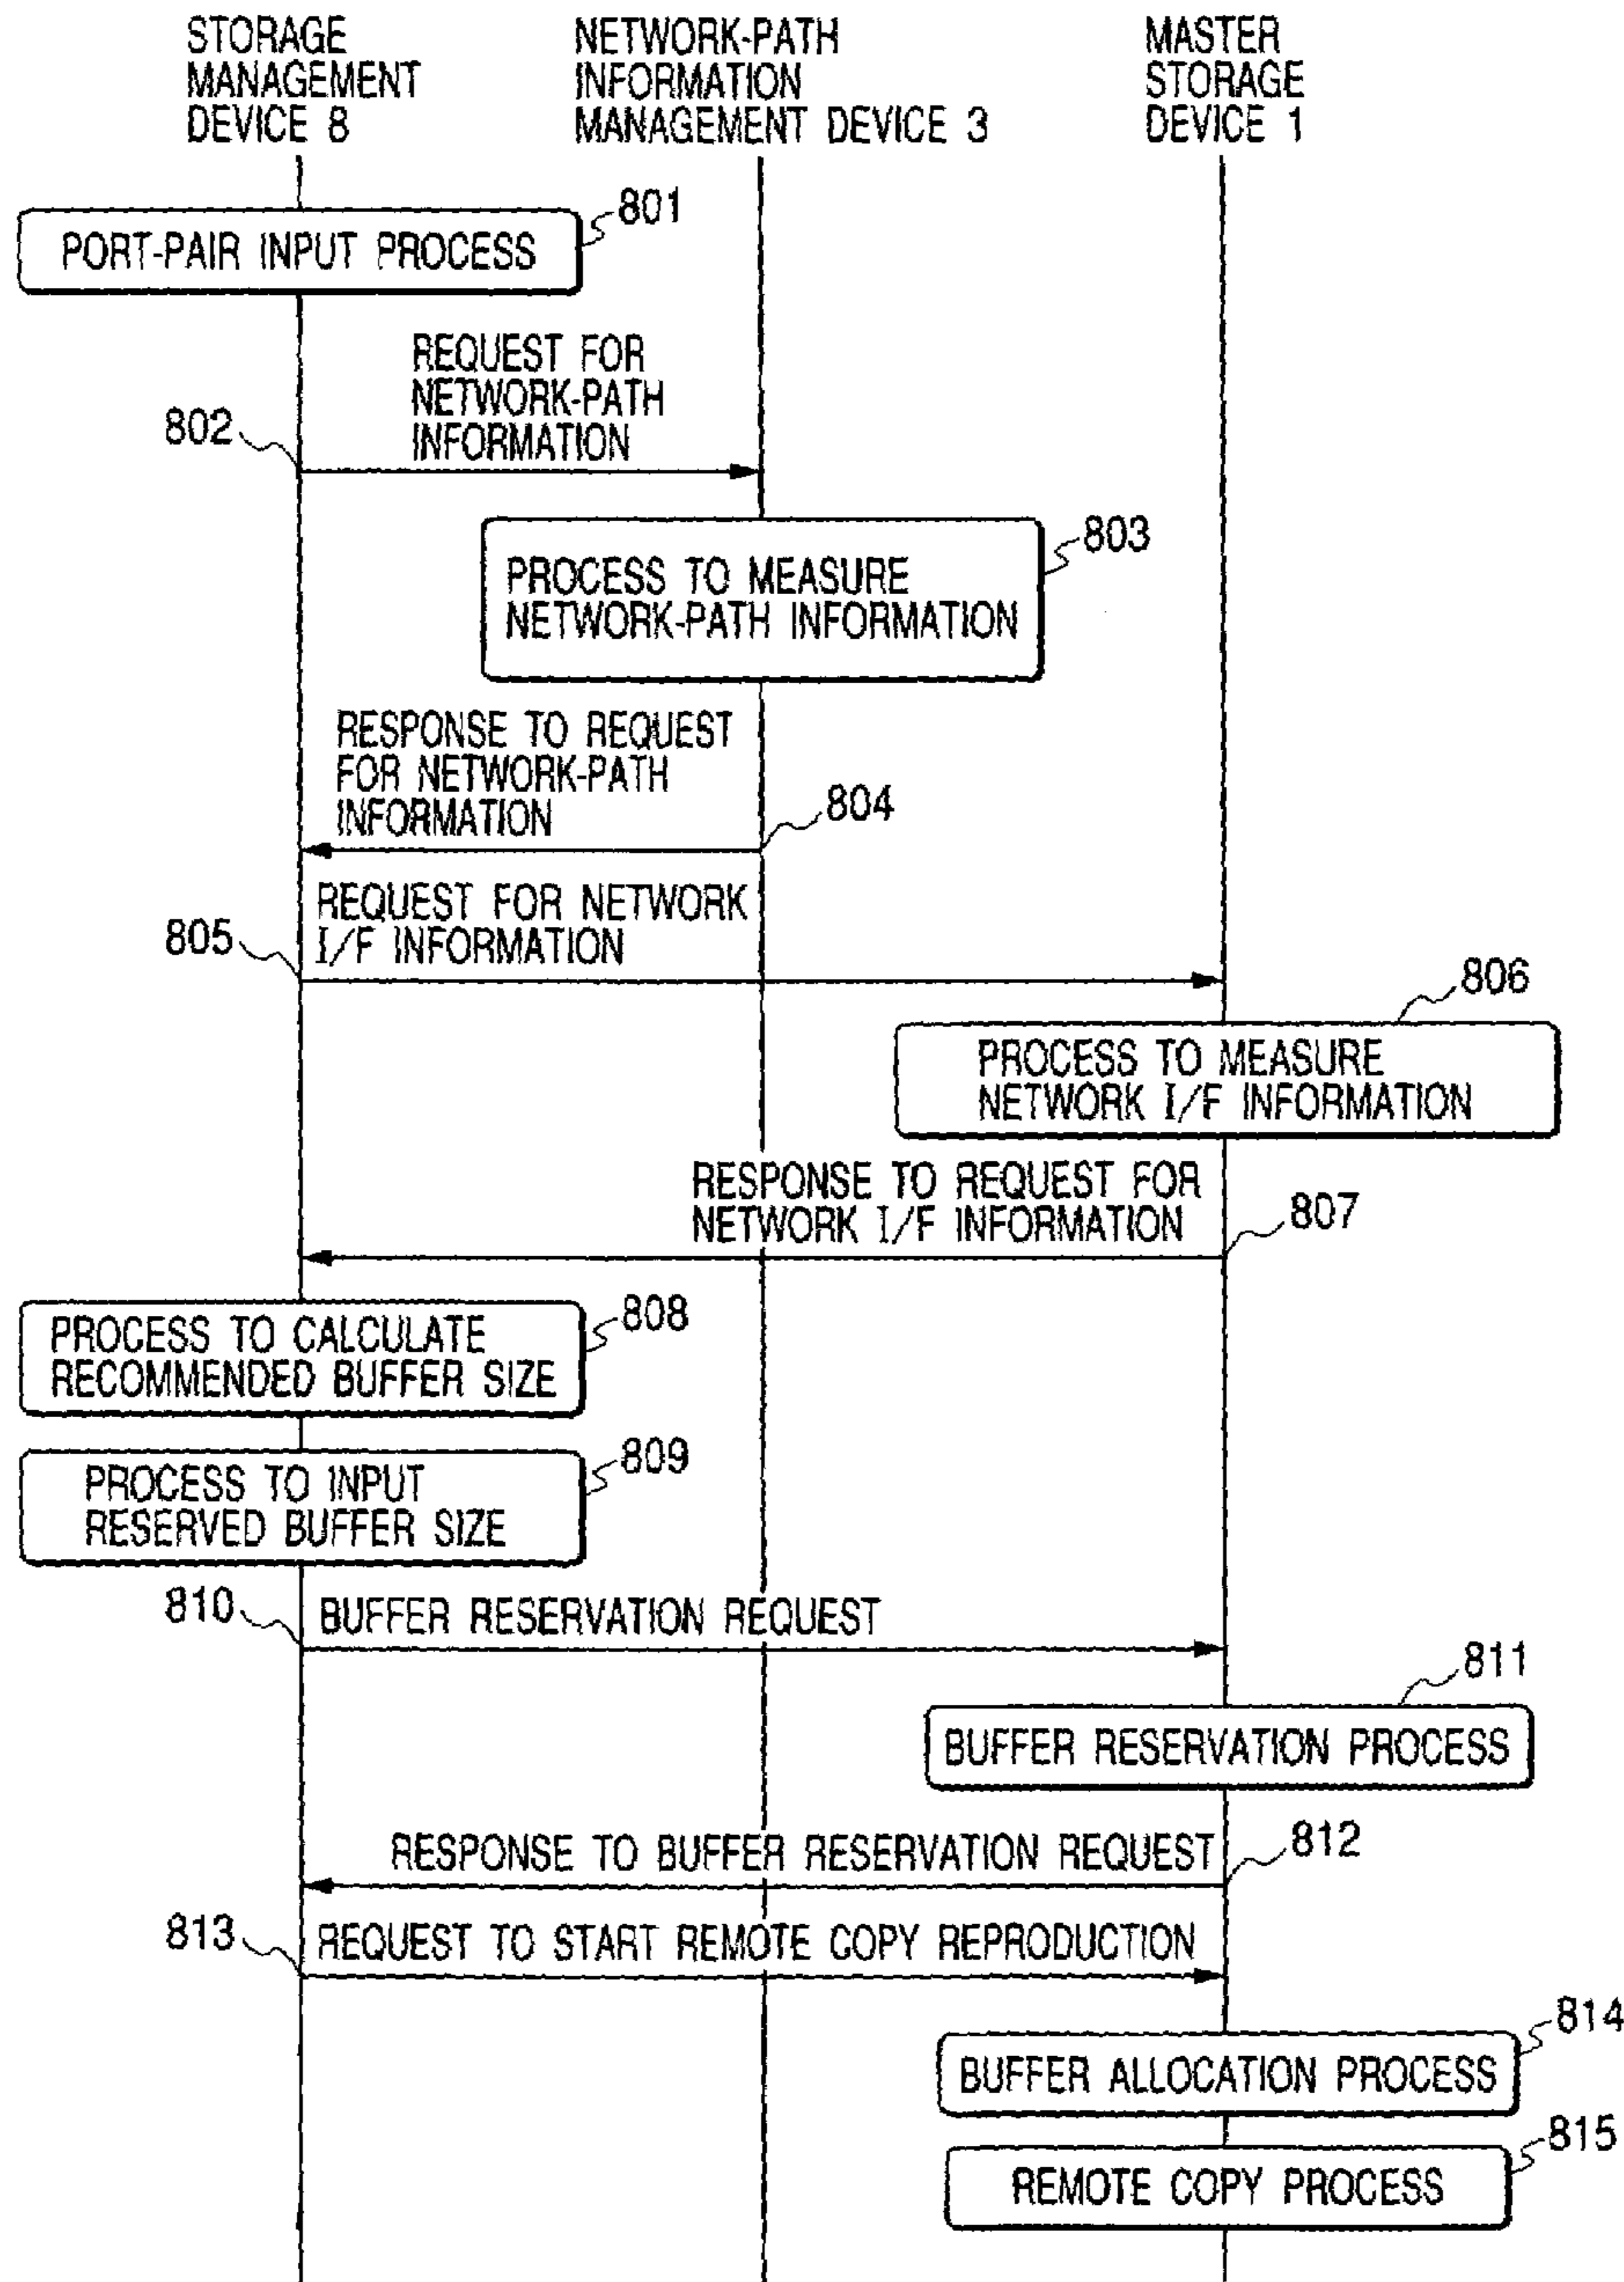 STORAGE
MANAGEMENT
DEVICE 8
NETWORK-PATH
INFORMATION
MANAGEMENT DEVICE 3
MASTER
STORAGE
DEVICE 1
801
PORT-PAIR INPUT PROCESS
REQUEST FOR
NETWORK-PATH
INFORMATION
802
803
PROCESS TO MEASURE
NETWORK-PATH INFORMATION
RESPONSE TO REQUEST
FOR NETWORK-PATH
INFORMATION
804
REQUEST FOR NETWORK
I/F INFORMATION
805
806
PROCESS TO MEASURE
NETWORK I/F INFORMATION
RESPONSE TO REQUEST FOR
NETWORK I/F INFORMATION
807
808
PROCESS TO CALCULATE
RECOMMENDED BUFFER SIZE
809
PROCESS TO INPUT
RESERVED BUFFER SIZE
810
BUFFER RESERVATION REQUEST
811
BUFFER RESERVATION PROCESS
RESPONSE TO BUFFER RESERVATION REQUEST
812
813
REQUEST TO START REMOTE COPY REPRODUCTION
814
BUFFER ALLOCATION PROCESS
815
REMOTE COPY PROCESS